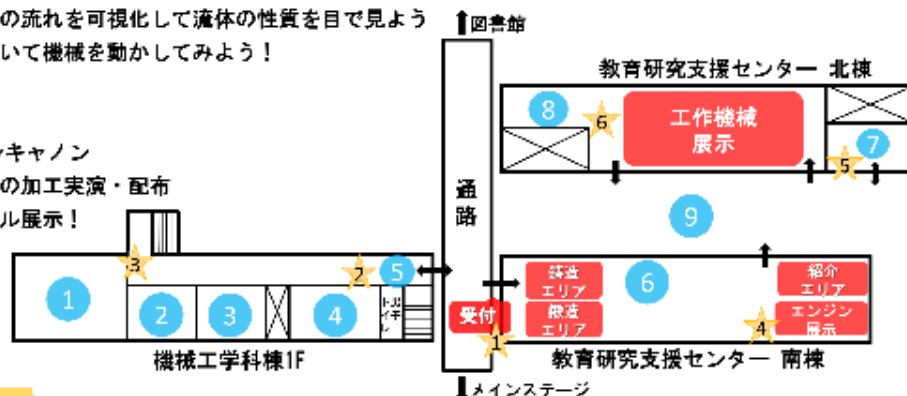 の流れを可視化して流体の性質を目で見よう
いて機械を動かしてみよう！
図書館
教育研究支援センター 北棟
8
6
工作機械
展示
7
5
キャノン
の加工実演・配布
ル展示！
通路
9
3
2
5
1
2
3
4
トイレ
鋳造
エリア
6
紹介
エリア
受付
鍛造
エリア
4
エンジン
展示
1
機械工学科棟1F
教育研究支援センター 南棟
メインステージ